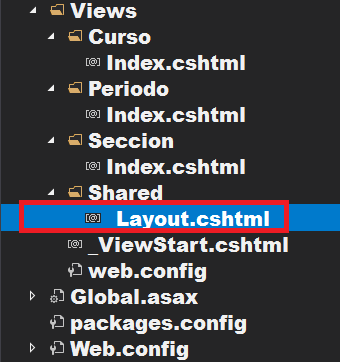 Views
Curso
Index.cshtml
Periodo
Index.cshtml
Seccion
Index.cshtml
Shared
Layout.cshtml
_ViewStart.cshtml
web.config
Global.asax
packages.config
Web.config